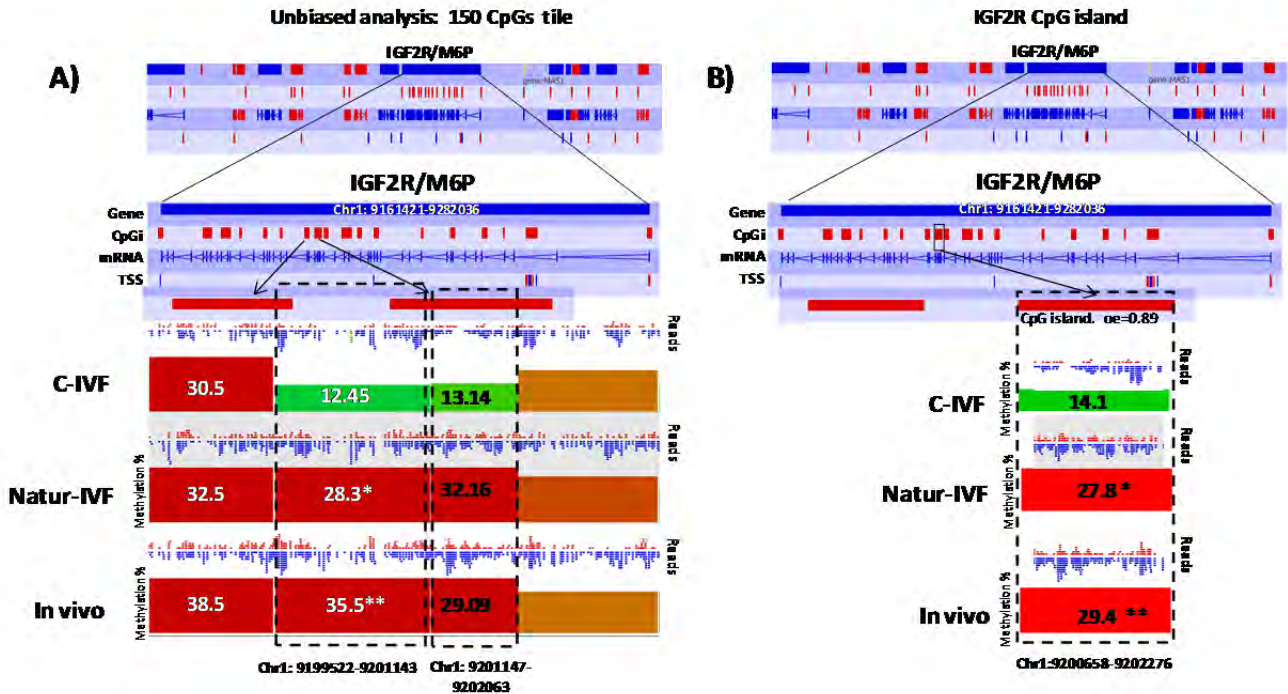 Unbiased analysis: 150 CpGs tile
A)
IGF2R/M6P
gene:MAS1
IGF2R/M6P
Gene
Chr1: 9161421-9282036
CpGi
mRNA
TSS
Reads
C-IVF
30.5
12.45
13.14
Reads
Natur-IVF
Methylation %
32.5
28.3*
32.16
Reads
In vivo
Methylation %
38.5
35.5**
29.09
Chr1: 9199522-9201143
Chr1: 9201147-
9202063
IGF2R CpG island
B)
IGF2R/M6P
gene:MAS1
IGF2R/M6P
Gene
Chr1: 9161421-9282036
CpGi
mRNA
TSS
CpG island. oe=0.89
Reads
C-IVF
Methylation %
14.1
Reads
Natur-IVF
Methylation %
27.8 *
Reads
In vivo
Methylation %
29.4 **
Chr1:9200658-9202276